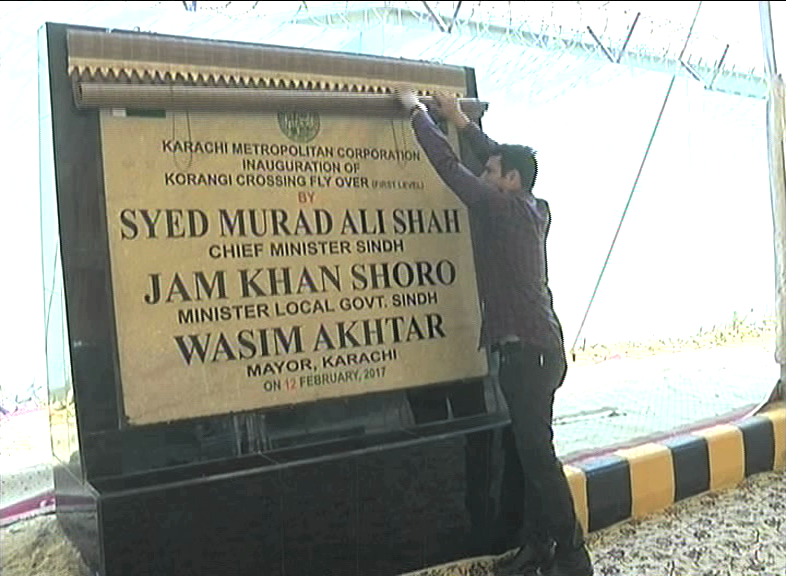 KARACHI METROPOLITAN CORPORATION
INAUGURATION OF
KORANGI CROSSING FLY OVER (FIRST LEVEL)
BY
SYED MURAD ALI SHAH
CHIEF MINISTER SINDH
JAM KHAN SHORO
MINISTER LOCAL GOVT. SINDH
WASIM AKHTAR
MAYOR, KARACHI
ON 12 FEBRUARY, 2017